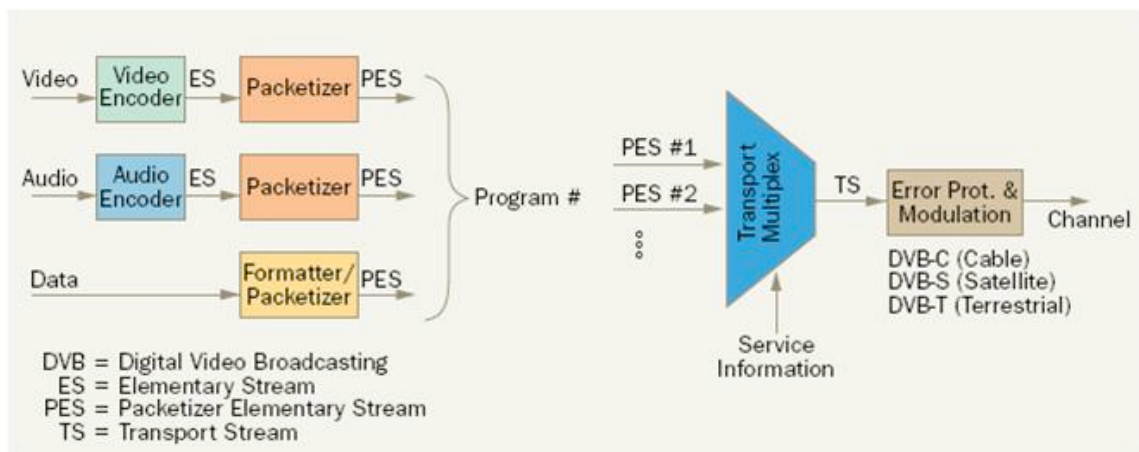 Video
Video
Encoder
ES
Packetizer
PES
Audio
Audio
Encoder
ES
Packetizer
PES
Data
Formatter/
Packetizer
PES
Program #
PES #1
PES #2
Transport
Multiplex
Service
Information
TS
Error Prot. &
Modulation
Channel
DVB-C (Cable)
DVB-S (Satellite)
DVB-T (Terrestrial)
DVB = Digital Video Broadcasting
ES = Elementary Stream
PES = Packetizer Elementary Stream
TS = Transport Stream